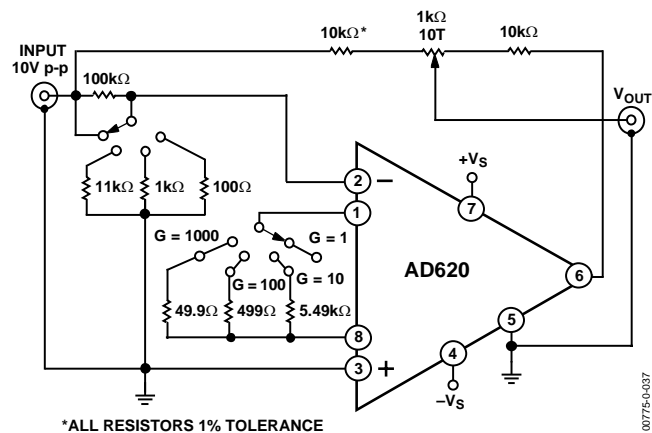 INPUT
10V p-p
100kΩ
10kΩ*
1kΩ
10T
10kΩ
VOUT
11kΩ
1kΩ
100Ω
+VS
2
−
1
7
G = 1000
G = 1
G = 100
G = 10
AD620
6
49.9Ω
499Ω
5.49kΩ
5
8
4
3
+
−VS
*ALL RESISTORS 1% TOLERANCE
00775-0-037